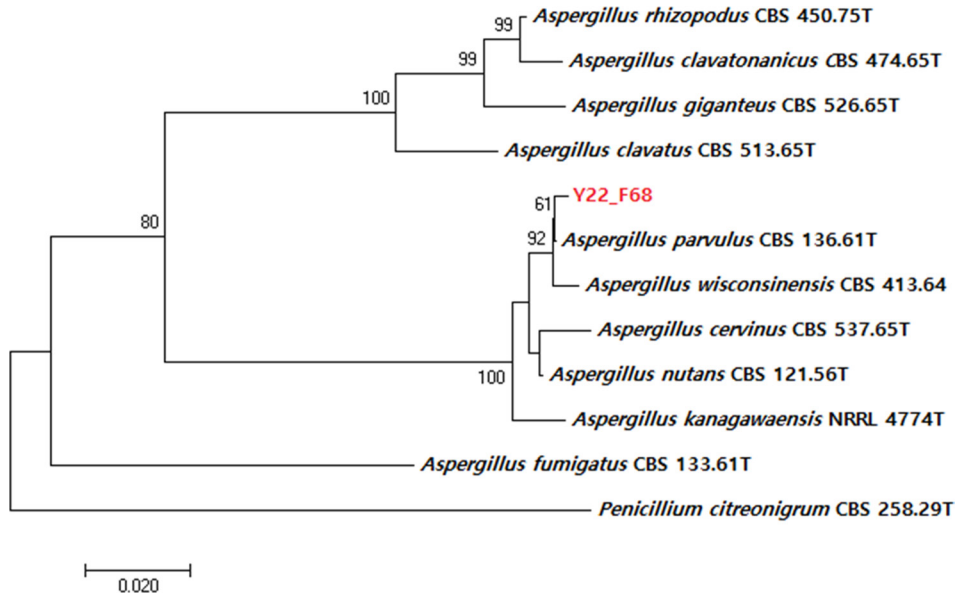 Aspergillus rhizopodus CBS 450.75T
99
Aspergillus clavatonanicus CBS 474.65T
99
100
Aspergillus giganteus CBS 526.65T
Aspergillus clavatus CBS 513.65T
Y22_F68
61
80
92
Aspergillus parvulus CBS 136.61T
Aspergillus wisconsinensis CBS 413.64
Aspergillus cervinus CBS 537.65T
100
Aspergillus nutans CBS 121.56T
Aspergillus kanagawaensis NRRL 4774T
Aspergillus fumigatus CBS 133.61T
Penicillium citreonigrum CBS 258.29T
0.020